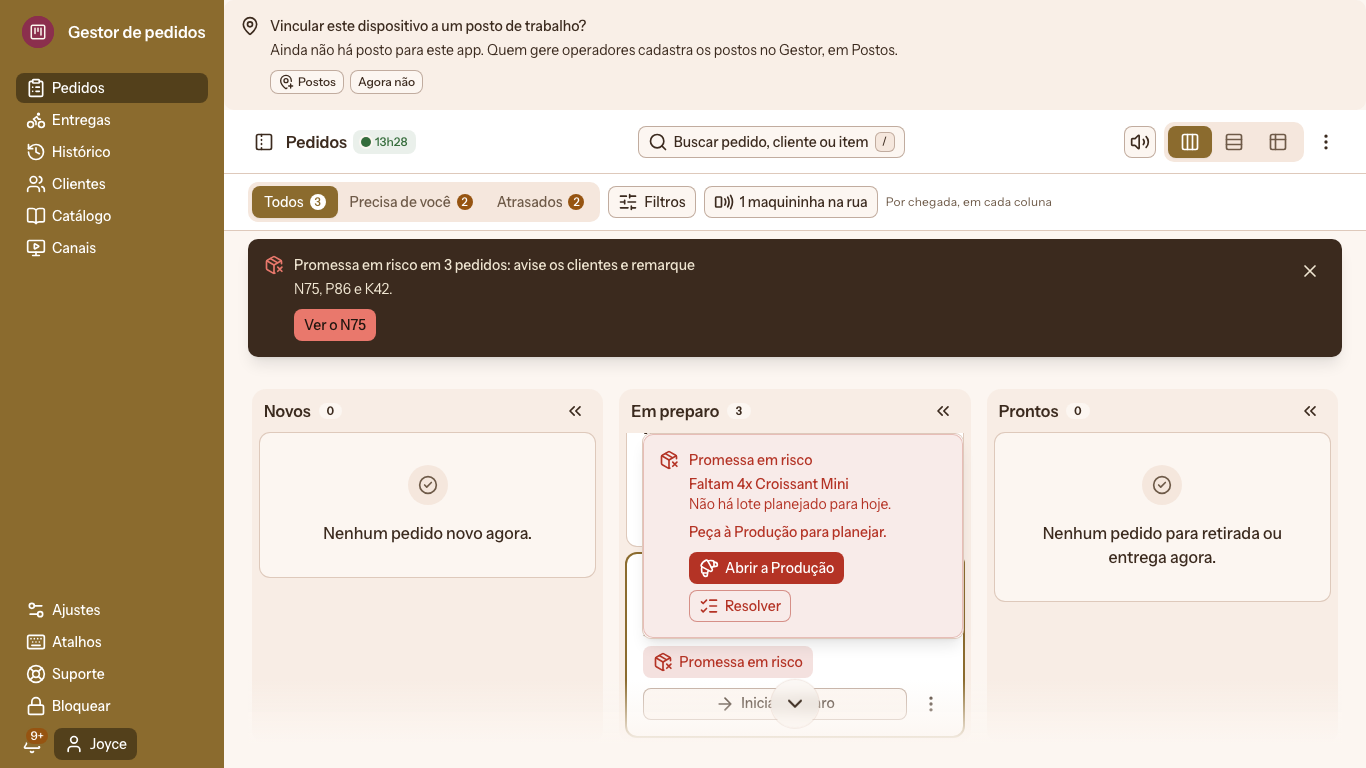 Gestor de pedidos
Pedidos
Entregas
Histórico
Clientes
Catálogo
Canais
Ajustes
Atalhos
Suporte
Bloquear
9+
Joyce
Vincular este dispositivo a um posto de trabalho?
Ainda não há posto para este app. Quem gere operadores cadastra os postos no Gestor, em Postos.
Postos
Agora não
Pedidos
13h28
Buscar pedido, cliente ou item /
Todos 3
Precisa de você 2
Atrasados 2
Filtros
1 maquininha na rua
Por chegada, em cada coluna
Promessa em risco em 3 pedidos: avise os clientes e remarque
N75, P86 e K42.
Ver o N75
Novos 0
Nenhum pedido novo agora.
Em preparo 3
Promessa em risco
Faltam 4x Croissant Mini
Não há lote planejado para hoje.
Peça à Produção para planejar.
Abrir a Produção
Resolver
Promessa em risco
Prontos 0
Nenhum pedido para retirada ou
entrega agora.